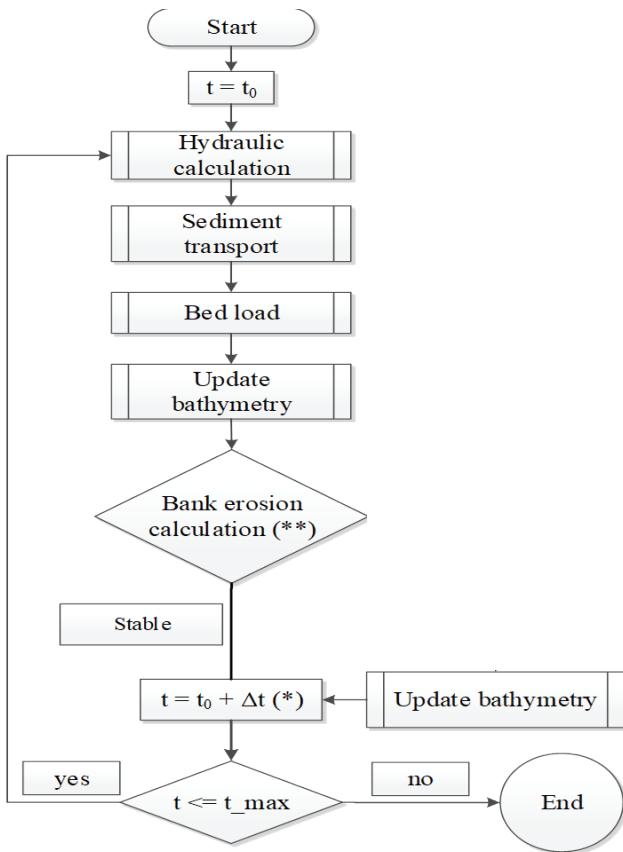 Start
t = t₀
Hydraulic
calculation
Sediment
transport
Bed load
Update
bathymetry
Bank erosion
calculation (**)
Stable
t = t₀ + Δt (*)
Update bathymetry
yes
t <= t_max
no
End